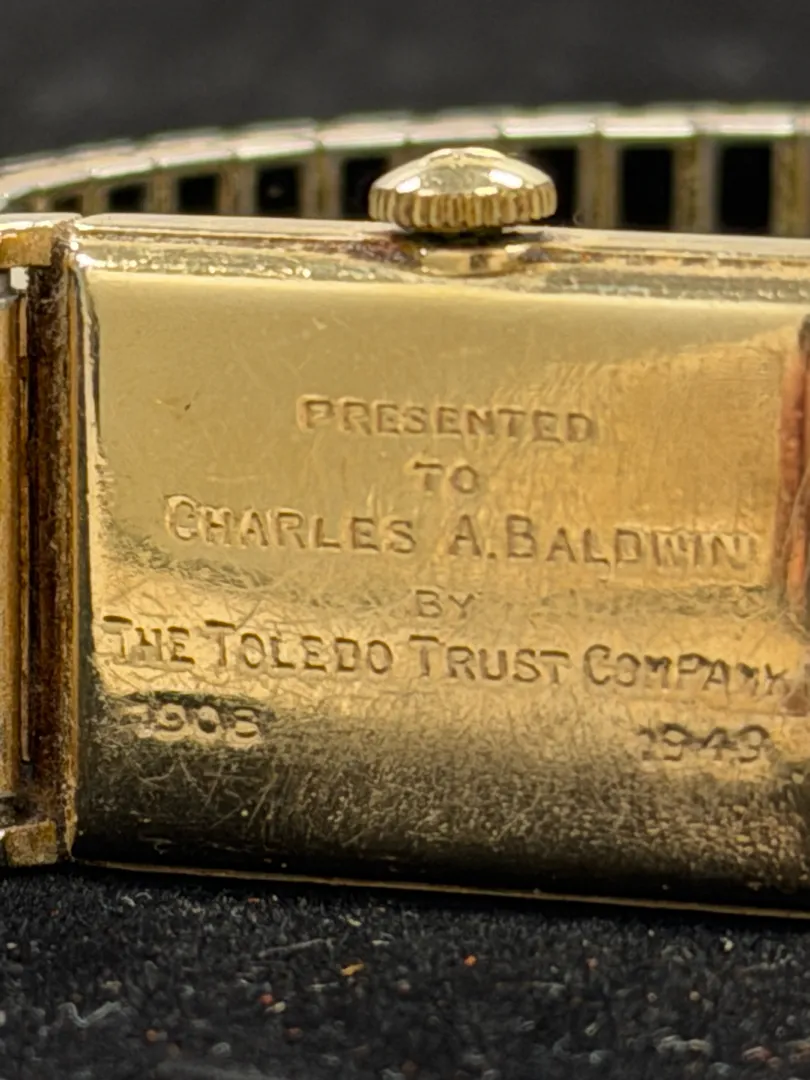 PRESENTED
TO
CHARLES A. BALDWIN
BY
THE TOLEDO TRUST COMPANY
1908 1949